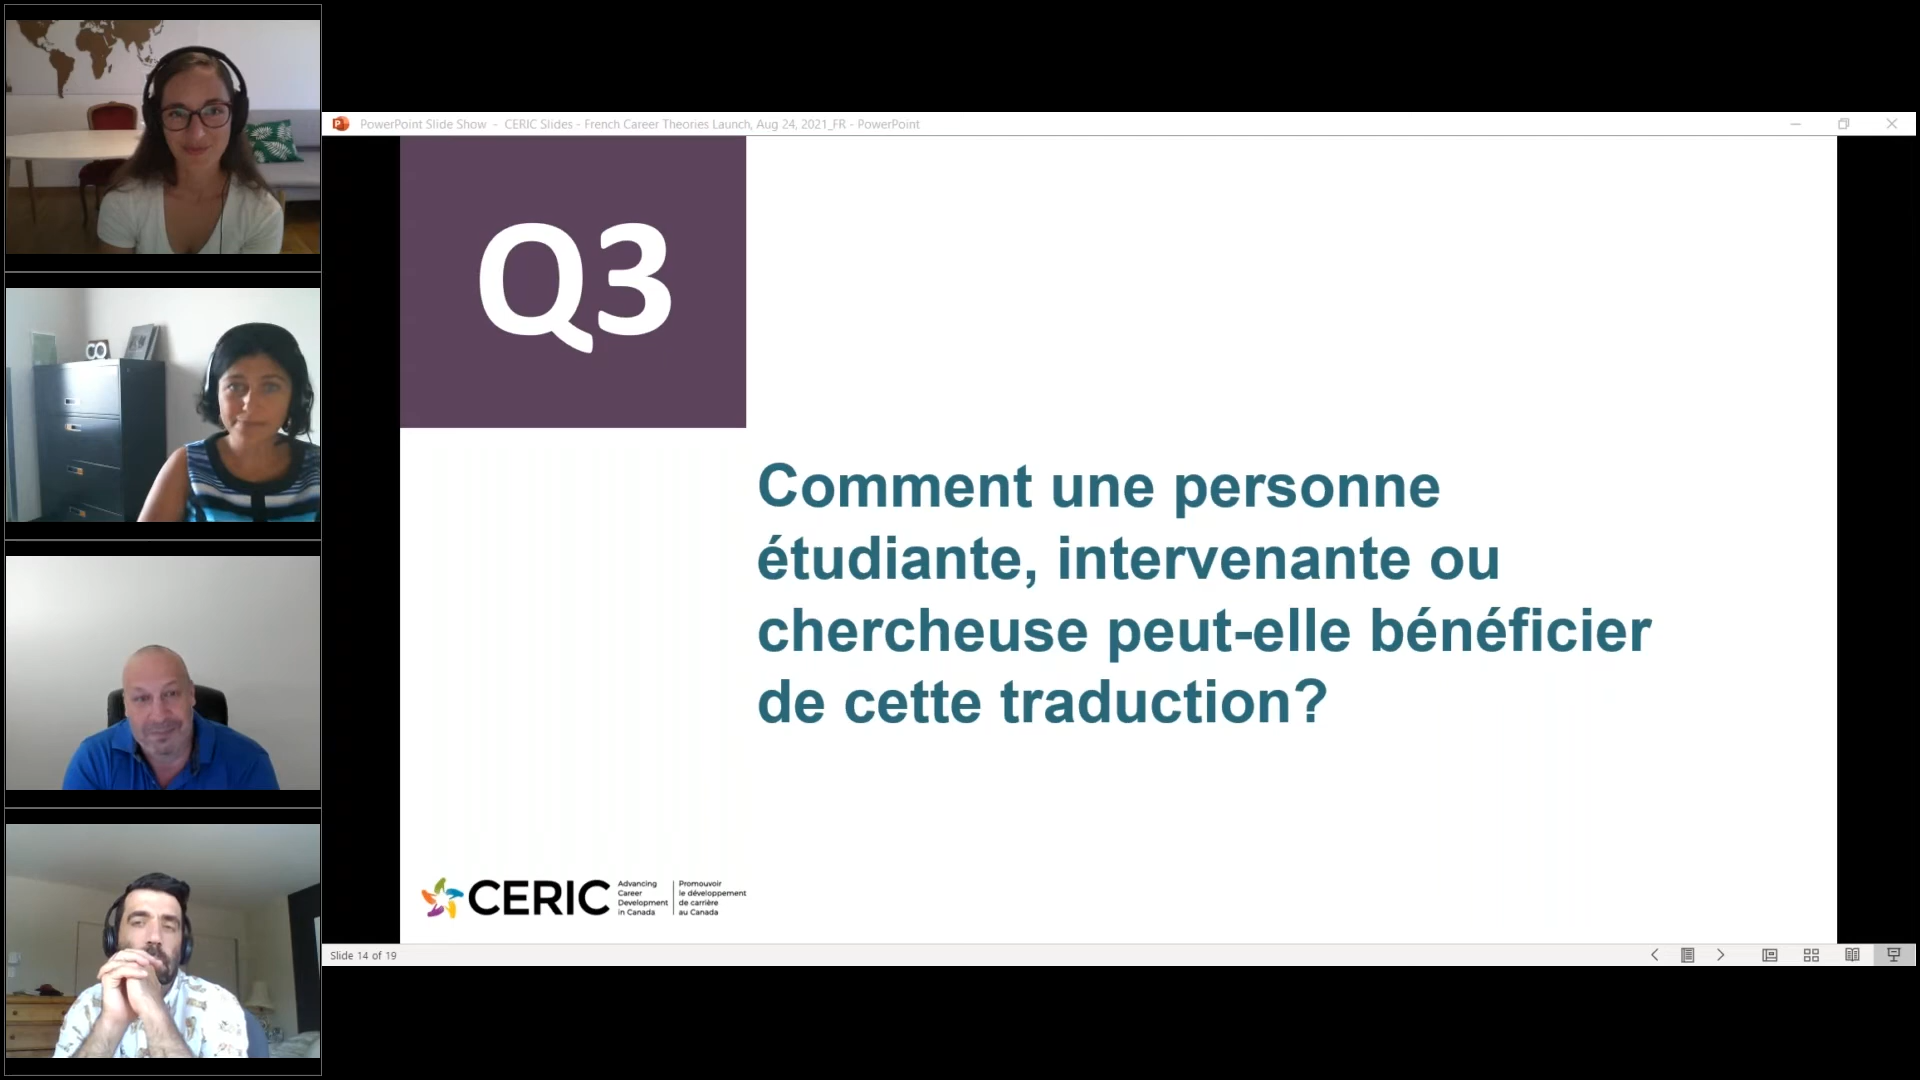 PowerPoint Slide Show - CERIC Slides - French Career Theories Launch, Aug 24, 2021_FR - PowerPoint
Q3
Comment une personne
étudiante, intervenante ou
chercheuse peut-elle bénéficier
de cette traduction?
CERIC
Advancing
Career
Development
in Canada
Promouvoir
le développement
de carrière
au Canada
Slide 14 of 19